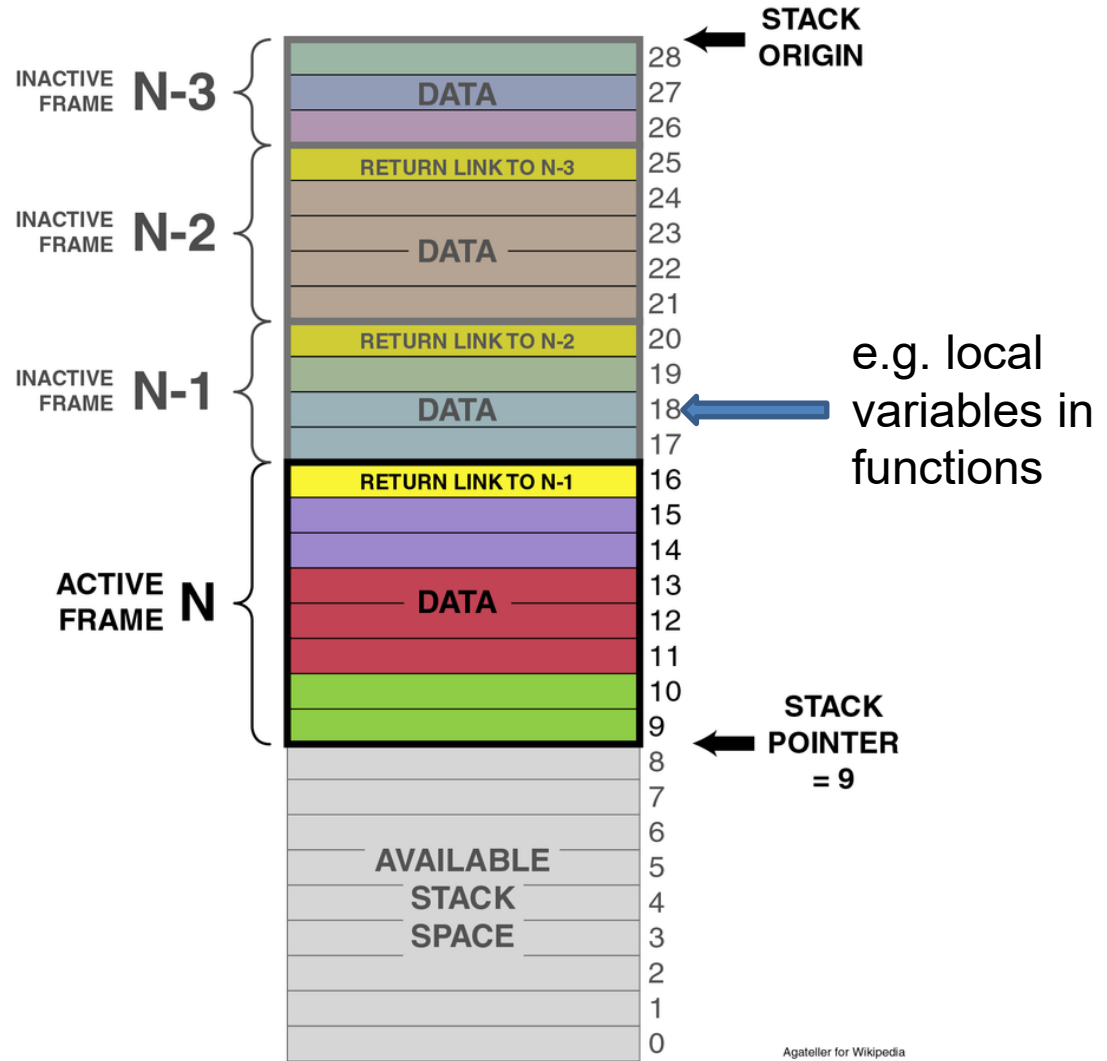 STACK
ORIGIN
28
INACTIVE
FRAME N-3
DATA
27
26
RETURN LINK TO N-3
25
24
INACTIVE
FRAME N-2
23
DATA
22
21
RETURN LINK TO N-2
20
19
INACTIVE
FRAME N-1
DATA
18
17
e.g. local
variables in
functions
RETURN LINK TO N-1
16
15
14
ACTIVE
FRAME N
13
DATA
12
11
10
9
STACK
POINTER
= 9
8
7
6
AVAILABLE
STACK
SPACE
5
4
3
2
1
0
Agateller for Wikipedia